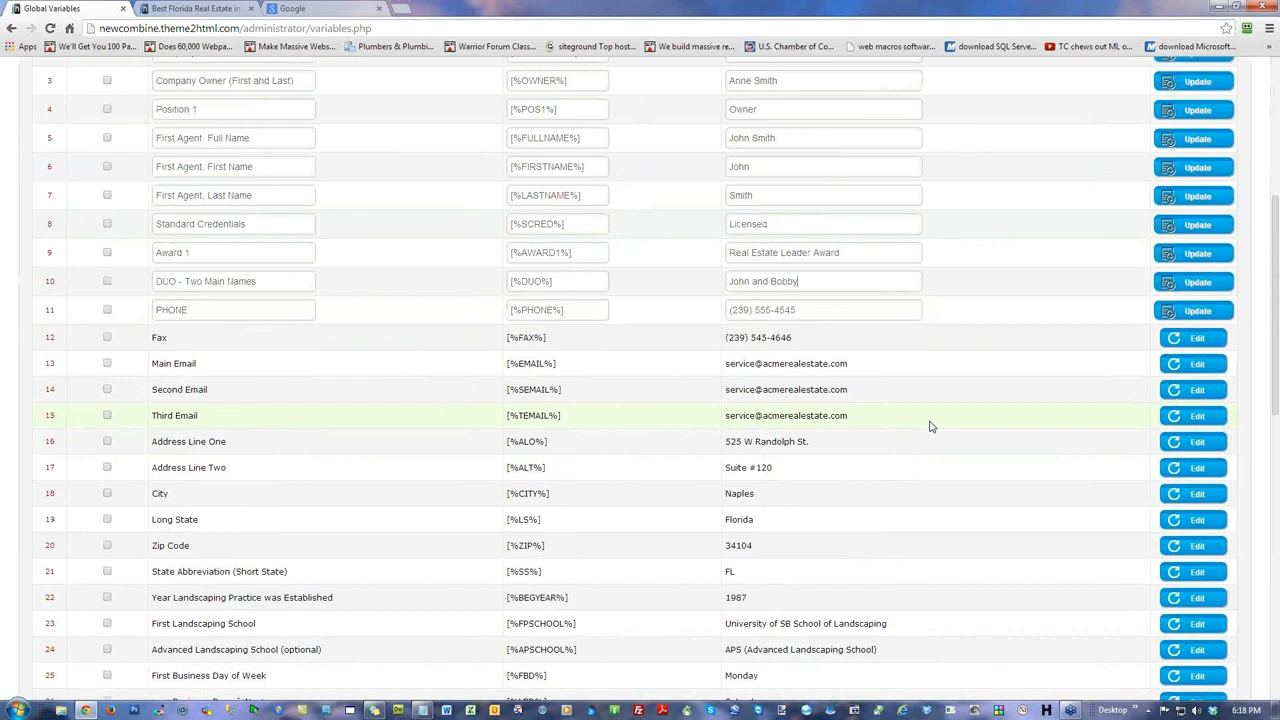 Global Variables
Best Florida Real Estate in
Google
newcombine.theme2html.com/administrator/variables.php
Apps
We'll Get You 100 Pa...
Does 60,000 Webpa...
Make Massive Webs...
Plumbers & Plumbi...
Warrior Forum Class...
siteground Top host...
We build massive re...
U.S. Chamber of Co...
web macros softwar...
download SQL Serve...
TC chews out ML o...
download Microsoft...
3 Company Owner (First and Last) [%OWNER%] Anne Smith Update
4 Position 1 [%POS1%] Owner Update
5 First Agent. Full Name [%FULLNAME%] John Smith Update
6 First Agent. First Name [%FIRSTNAME%] John Update
7 First Agent, Last Name [%LASTNAME%] Smith Update
8 Standard Credentials [%SCRED%] Licensed Update
9 Award 1 [%AWARD1%] Real Estate Leader Award Update
10 DUO - Two Main Names [%DUO%] John and Bobby Update
11 PHONE [%PHONE%] (239) 555-4545 Update
12 Fax [%FAX%] (239) 545-4646 Edit
13 Main Email [%EMAIL%] service@acmerealestate.com Edit
14 Second Email [%SEMAIL%] service@acmerealestate.com Edit
15 Third Email [%TEMAIL%] service@acmerealestate.com Edit
16 Address Line One [%ALO%] 525 W Randolph St. Edit
17 Address Line Two [%ALT%] Suite #120 Edit
18 City [%CITY%] Naples Edit
19 Long State [%LS%] Florida Edit
20 Zip Code [%ZIP%] 34104 Edit
21 State Abbreviation (Short State) [%SS%] FL Edit
22 Year Landscaping Practice was Established [%BEGYEAR%] 1987 Edit
23 First Landscaping School [%FPSCHOOL%] University of SB School of Landscaping Edit
24 Advanced Landscaping School (optional) [%APSCHOOL%] APS (Advanced Landscaping School) Edit
25 First Business Day of Week [%FBD%] Monday Edit
Desktop
6:18 PM